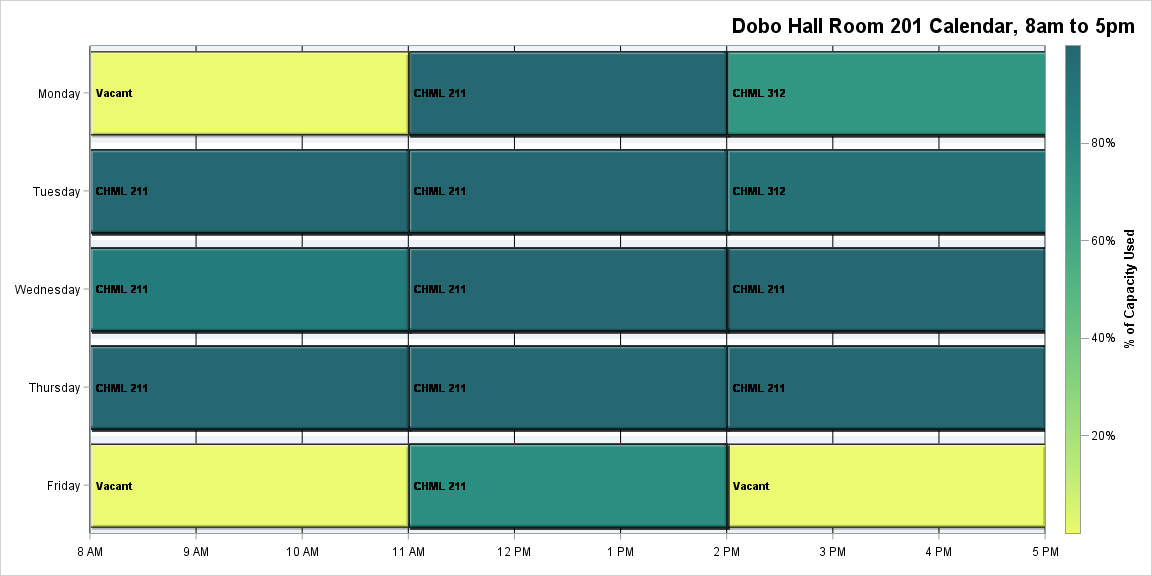 Dobo Hall Room 201 Calendar, 8am to 5pm
Monday
Vacant
CHML 211
CHML 312
Tuesday
CHML 211
CHML 211
CHML 312
Wednesday
CHML 211
CHML 211
CHML 211
Thursday
CHML 211
CHML 211
CHML 211
Friday
Vacant
CHML 211
Vacant
8 AM
9 AM
10 AM
11 AM
12 PM
1 PM
2 PM
3 PM
4 PM
5 PM
80%
60%
40%
20%
% of Capacity Used